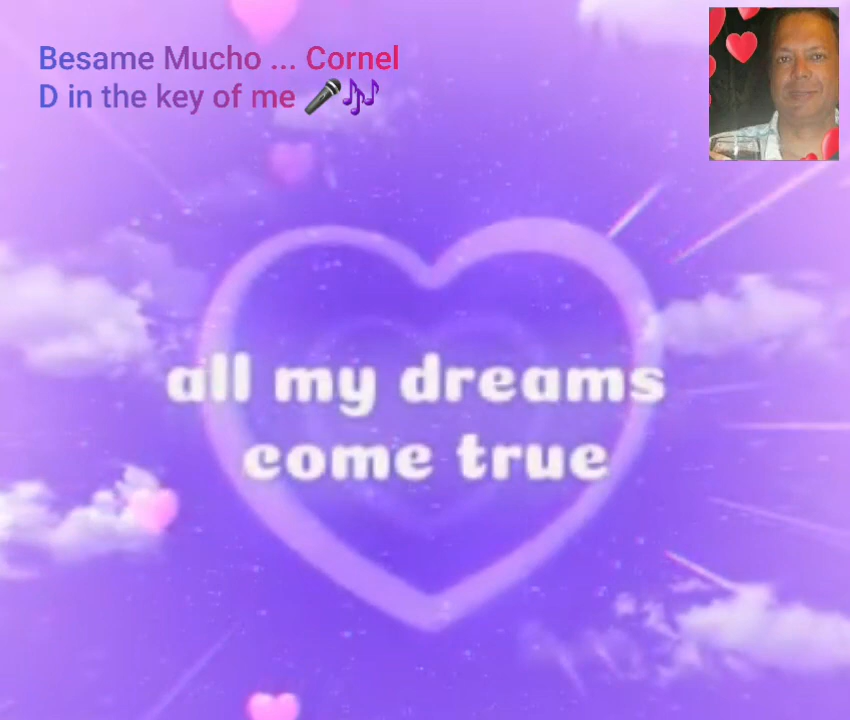 Besame Mucho ... Cornel
D in the key of me 🎤🎶
all my dreams
come true